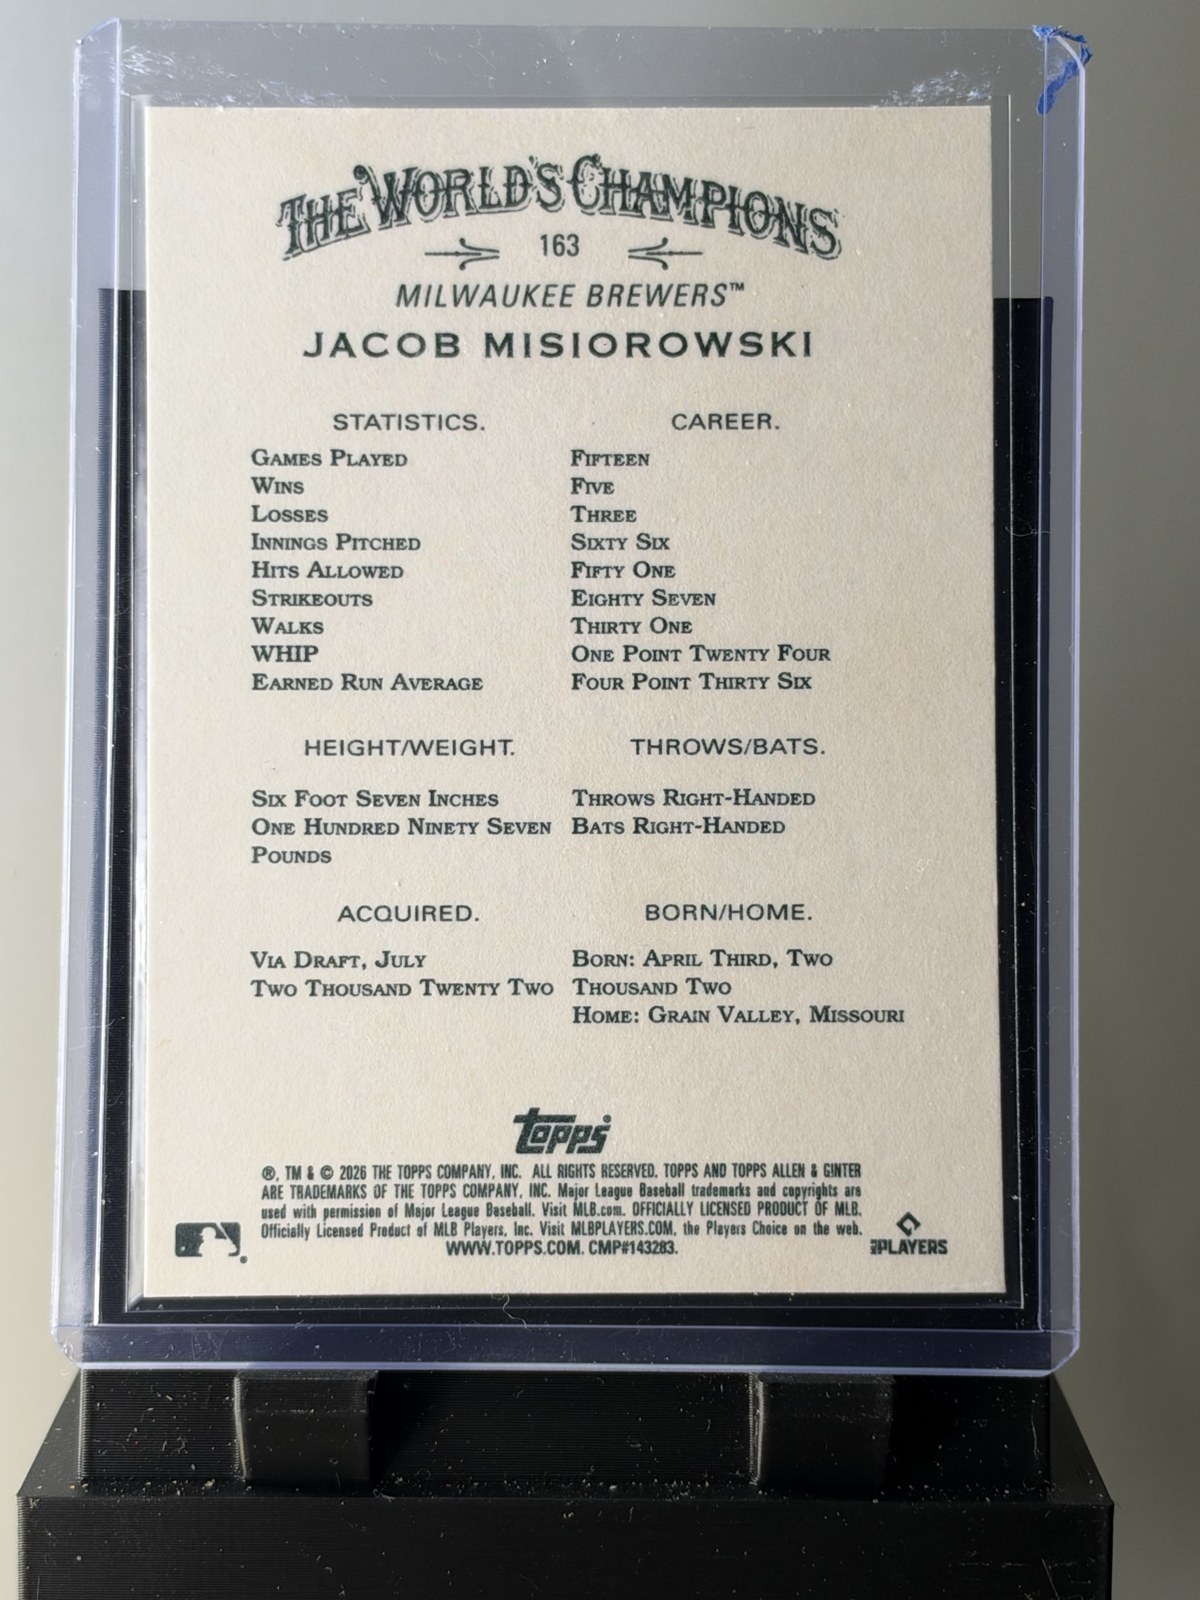 THE WORLD'S CHAMPIONS
163
MILWAUKEE BREWERS™
JACOB MISIOROWSKI
STATISTICS. CAREER.
GAMES PLAYED FIFTEEN
WINS FIVE
LOSSES THREE
INNINGS PITCHED SIXTY SIX
HITS ALLOWED FIFTY ONE
STRIKEOUTS EIGHTY SEVEN
WALKS THIRTY ONE
WHIP ONE POINT TWENTY FOUR
EARNED RUN AVERAGE FOUR POINT THIRTY SIX
HEIGHT/WEIGHT. THROWS/BATS.
SIX FOOT SEVEN INCHES THROWS RIGHT-HANDED
ONE HUNDRED NINETY SEVEN BATS RIGHT-HANDED
POUNDS
ACQUIRED. BORN/HOME.
VIA DRAFT, JULY BORN: APRIL THIRD, TWO
TWO THOUSAND TWENTY TWO THOUSAND TWO
HOME: GRAIN VALLEY, MISSOURI
Topps
®, TM & © 2026 THE TOPPS COMPANY, INC. ALL RIGHTS RESERVED. TOPPS AND TOPPS ALLEN & GINTER
ARE TRADEMARKS OF THE TOPPS COMPANY, INC. Major League Baseball trademarks and copyrights are
used with permission of Major League Baseball. Visit MLB.com. OFFICIALLY LICENSED PRODUCT OF MLB.
Officially Licensed Product of MLB Players, Inc. Visit MLBPLAYERS.COM, the Players Choice on the web.
WWW.TOPPS.COM. CMP#143283.
MLB PLAYERS